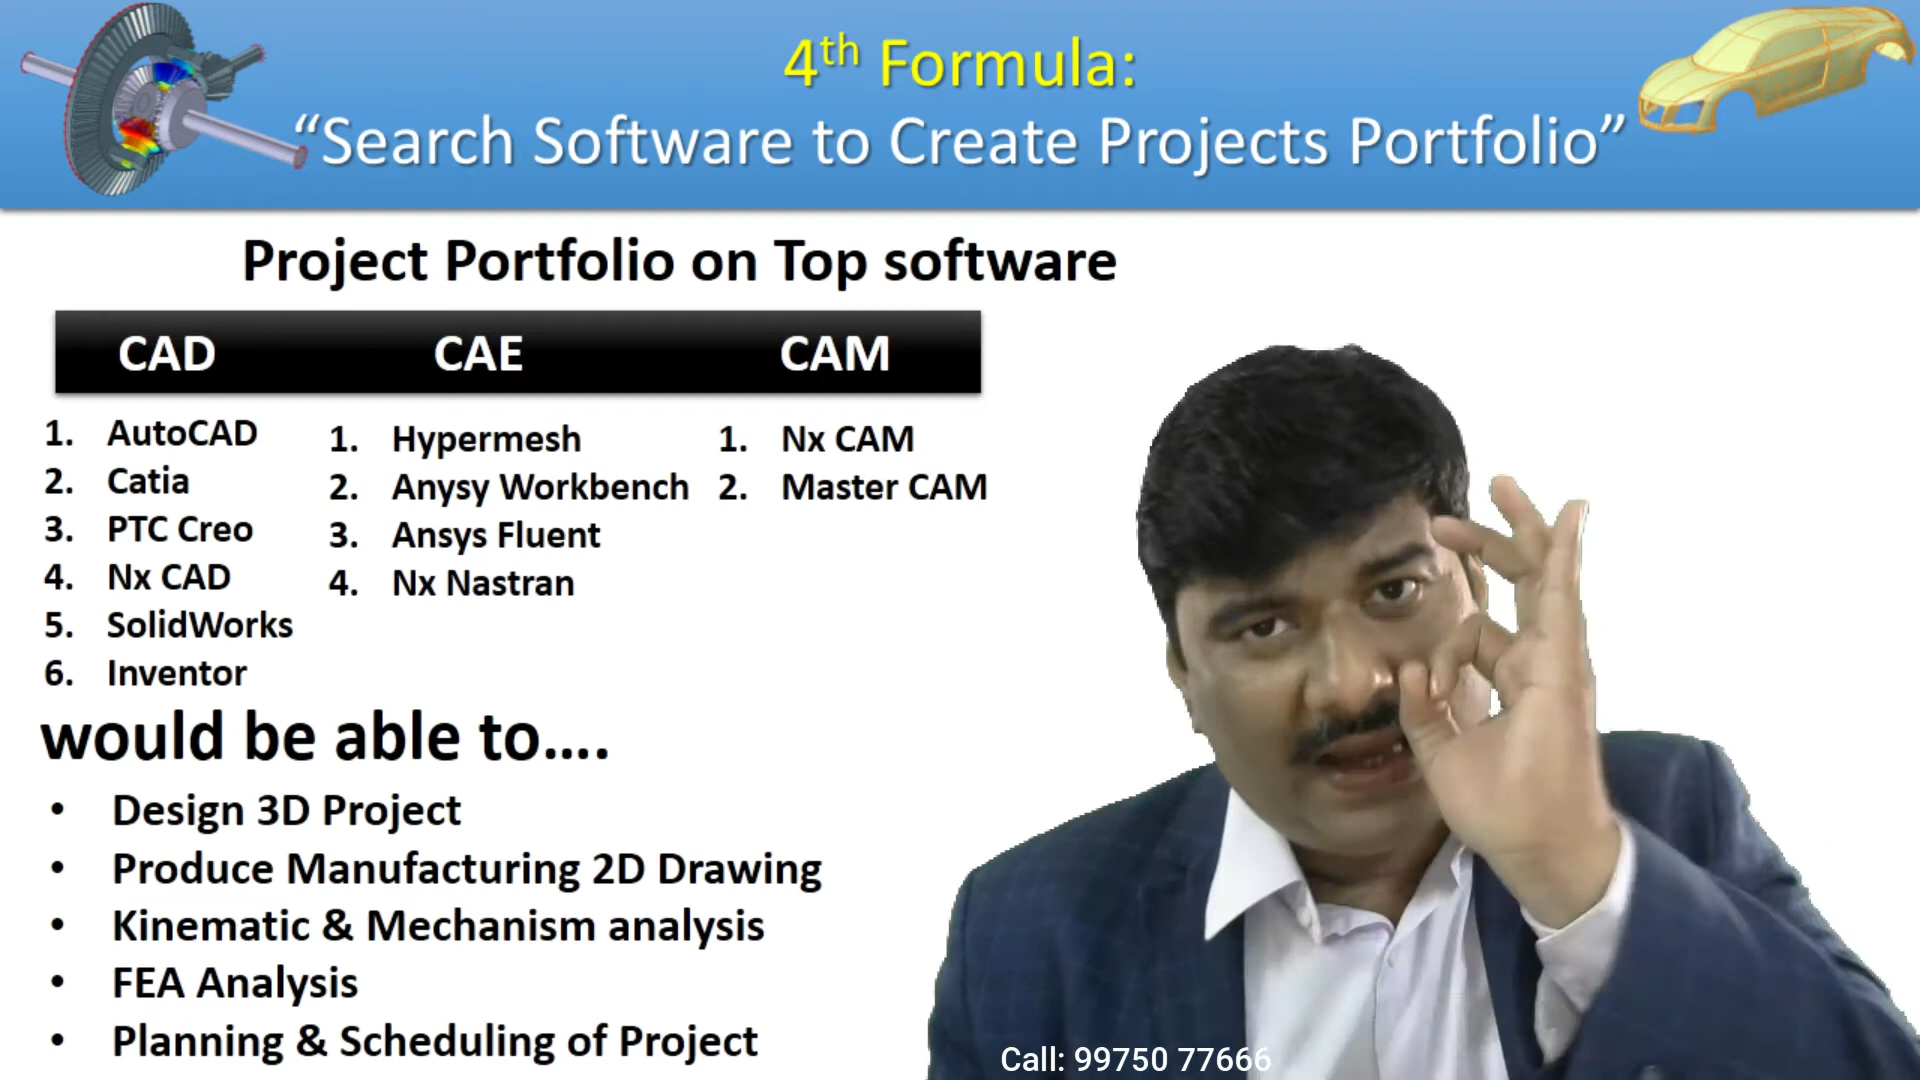 4th Formula:
“Search Software to Create Projects Portfolio”
Project Portfolio on Top software
CAD CAE CAM
1. AutoCAD
2. Catia
3. PTC Creo
4. Nx CAD
5. SolidWorks
6. Inventor
1. Hypermesh
2. Anysy Workbench
3. Ansys Fluent
4. Nx Nastran
1. Nx CAM
2. Master CAM
would be able to....
• Design 3D Project
• Produce Manufacturing 2D Drawing
• Kinematic & Mechanism analysis
• FEA Analysis
• Planning & Scheduling of Project
Call: 99750 77666